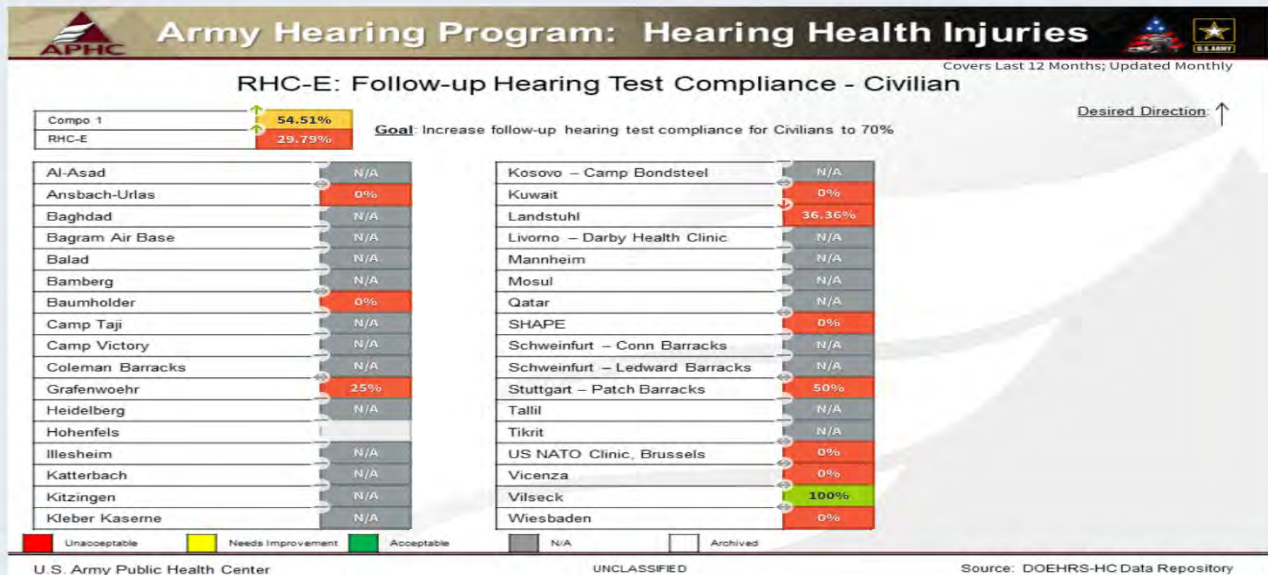 APHC
Army Hearing Program: Hearing Health Injuries
U.S. ARMY
Covers Last 12 Months; Updated Monthly
RHC-E: Follow-up Hearing Test Compliance - Civilian
Desired Direction: ↑
Compo 1 54.51%
RHC-E 29.79%
Goal: Increase follow-up hearing test compliance for Civilians to 70%
Al-Asad N/A
Ansbach-Urlas 0%
Baghdad N/A
Bagram Air Base N/A
Balad N/A
Bamberg N/A
Baumholder 0%
Camp Taji N/A
Camp Victory N/A
Coleman Barracks N/A
Grafenwoehr 25%
Heidelberg N/A
Hohenfels
Illesheim N/A
Katterbach N/A
Kitzingen N/A
Kleber Kaserne N/A
Kosovo – Camp Bondsteel N/A
Kuwait 0%
Landstuhl 36.36%
Livorno – Darby Health Clinic N/A
Mannheim N/A
Mosul N/A
Qatar N/A
SHAPE 0%
Schweinfurt – Conn Barracks N/A
Schweinfurt – Ledward Barracks N/A
Stuttgart – Patch Barracks 50%
Tallil N/A
Tikrit N/A
US NATO Clinic, Brussels 0%
Vicenza 0%
Vilseck 100%
Wiesbaden 0%
Unacceptable Needs Improvement Acceptable N/A Archived
U.S. Army Public Health Center UNCLASSIFIED Source: DOEHRS-HC Data Repository